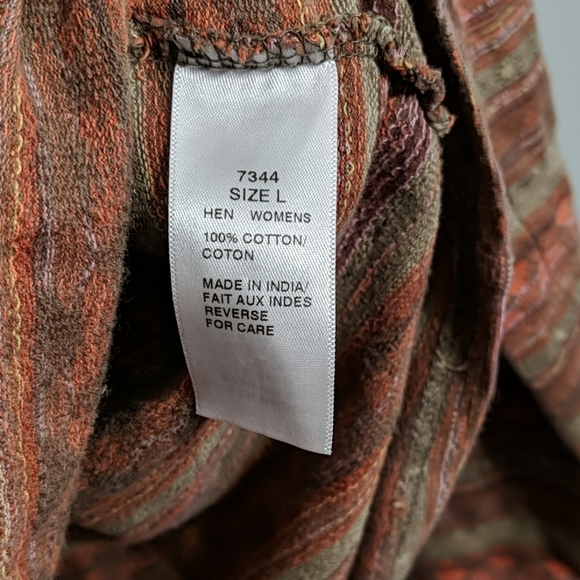 7344
SIZE L
HEN WOMENS
100% COTTON/
COTON
MADE IN INDIA/
FAIT AUX INDES
REVERSE
FOR CARE